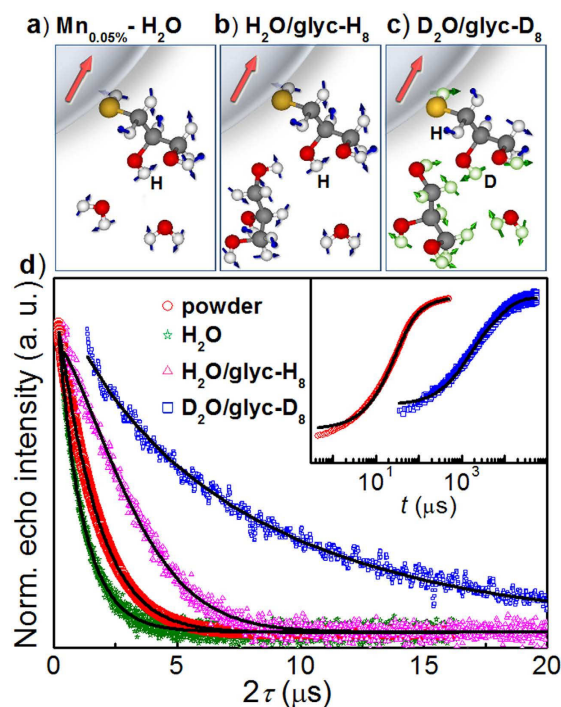 a) Mn0.05%- H2O
b) H2O/glyc-H8
c) D2O/glyc-D8
H
H
H
D
d)
powder
H2O
H2O/glyc-H8
D2O/glyc-D8
Norm. echo intensity (a. u.)
10^1 10^3
t (μs)
0 5 10 15 20
2τ (μs)